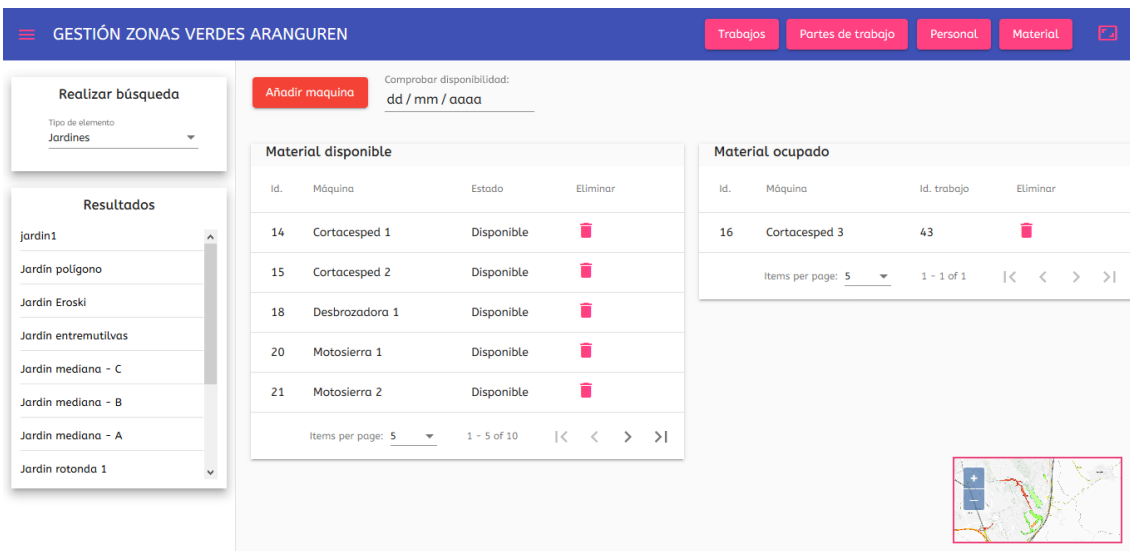 GESTIÓN ZONAS VERDES ARANGUREN
Trabajos
Partes de trabajo
Personal
Material
Realizar búsqueda
Tipo de elemento
Jardines
Resultados
jardin1
Jardín polígono
Jardin Eroski
Jardín entremutilvas
Jardin mediana - C
Jardin mediana - B
Jardin mediana - A
Jardin rotonda 1
Añadir maquina
Comprobar disponibilidad:
dd / mm / aaaa
Material disponible
Id. Máquina Estado Eliminar
14 Cortacesped 1 Disponible
15 Cortacesped 2 Disponible
18 Desbrozadora 1 Disponible
20 Motosierra 1 Disponible
21 Motosierra 2 Disponible
Items per page: 5 1 - 5 of 10
Material ocupado
Id. Máquina Id. trabajo Eliminar
16 Cortacesped 3 43
Items per page: 5 1 - 1 of 1
+
−